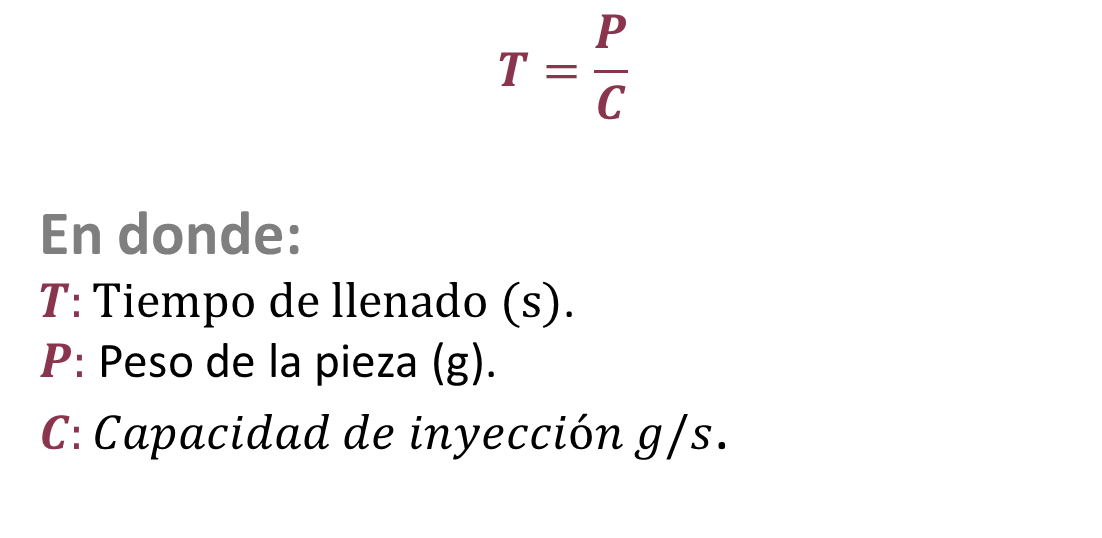 T = P/C
En donde:
T: Tiempo de llenado (s).
P: Peso de la pieza (g).
C: Capacidad de inyección g/s.